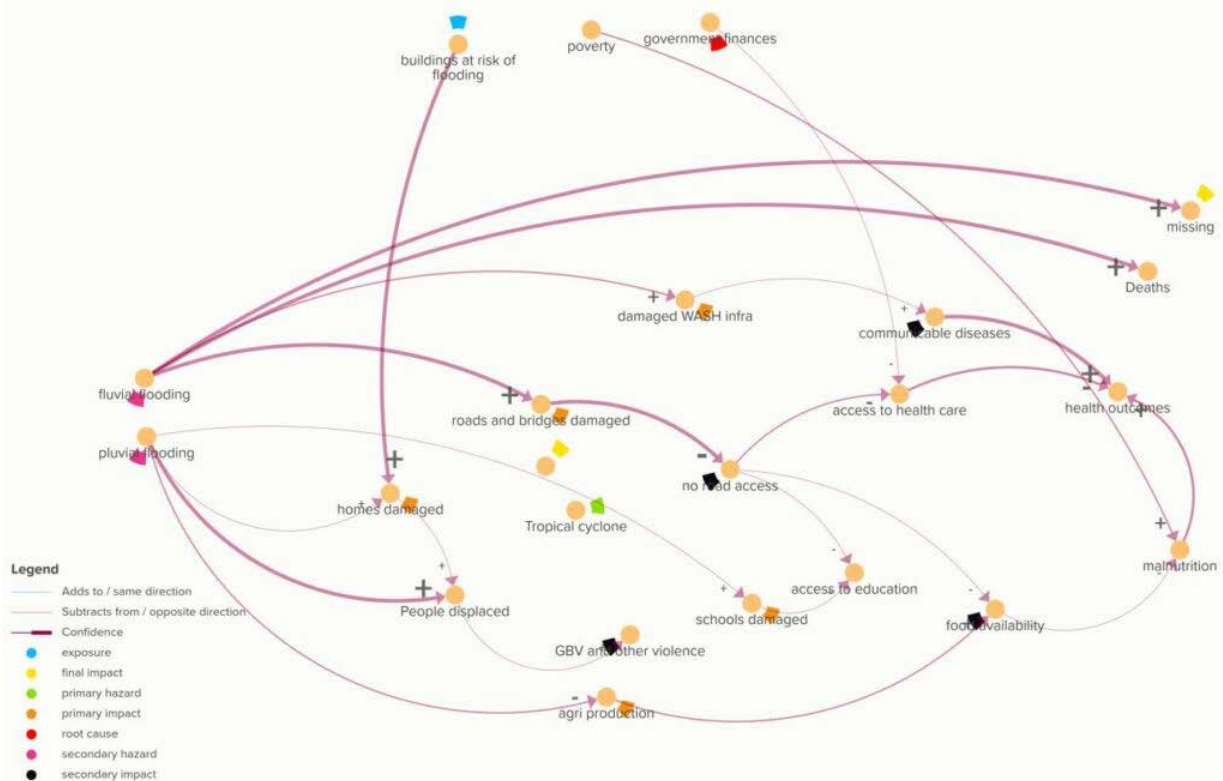 buildings at risk of
flooding
poverty
government finances
missing
Deaths
damaged WASH infra
communicable diseases
fluvial flooding
roads and bridges damaged
access to health care
health outcomes
pluvial flooding
no road access
homes damaged
Tropical cyclone
malnutrition
access to education
People displaced
schools damaged
food availability
GBV and other violence
agri production
+
+
+
+
-
+
-
+
-
+
-
+
+
+
+
-
-
+
+
-
-
Legend
Adds to / same direction
Subtracts from / opposite direction
Confidence
exposure
final impact
primary hazard
primary impact
root cause
secondary hazard
secondary impact